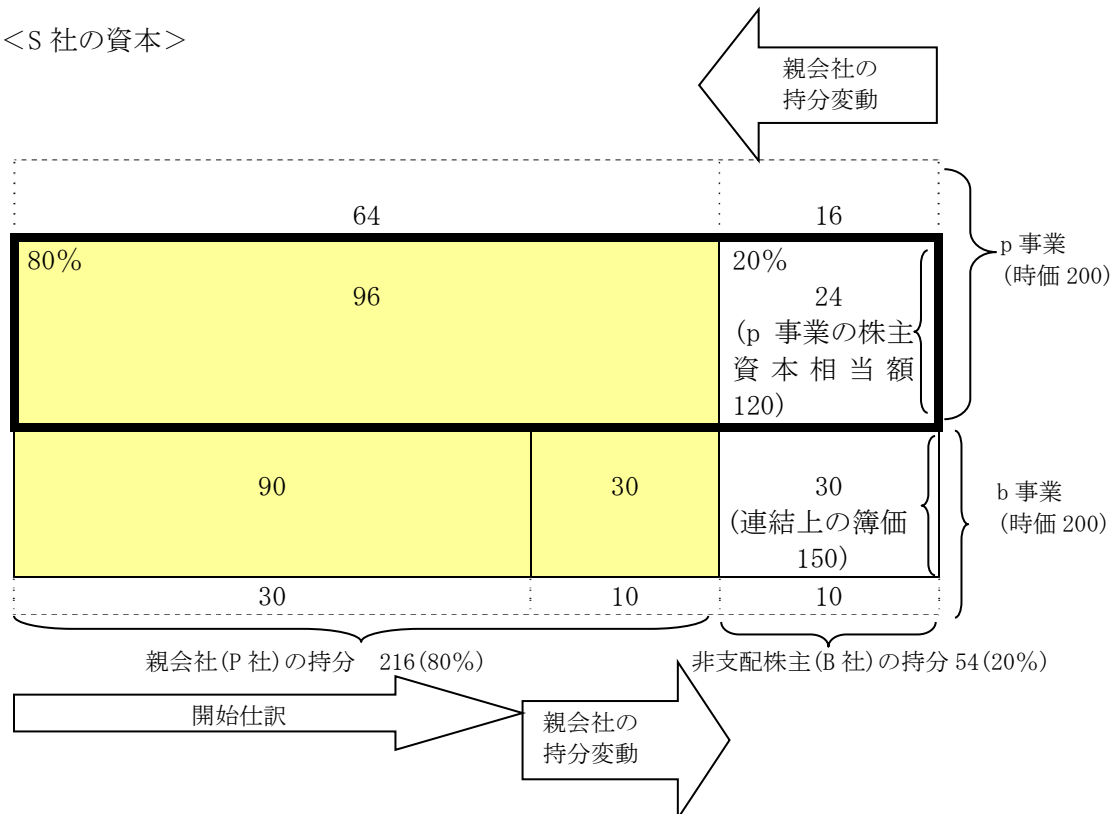 <S 社の資本>
親会社の
持分変動
64
16
80%
96
20%
24
(p 事業の株主
資本相当額
120)
p 事業
(時価 200)
90
30
30
(連結上の簿価
150)
b 事業
(時価 200)
30
10
10
親会社(P 社)の持分 216(80%)
非支配株主(B 社)の持分 54(20%)
開始仕訳
親会社の
持分変動